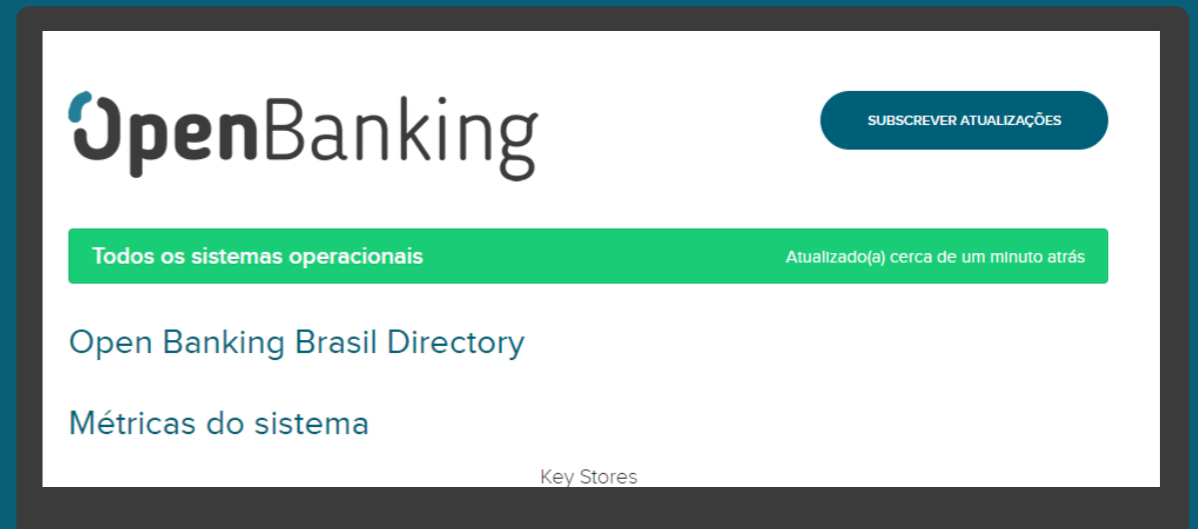 OpenBanking
SUBSCREVER ATUALIZAÇÕES
Todos os sistemas operacionais
Atualizado(a) cerca de um minuto atrás
Open Banking Brasil Directory
Métricas do sistema
Key Stores